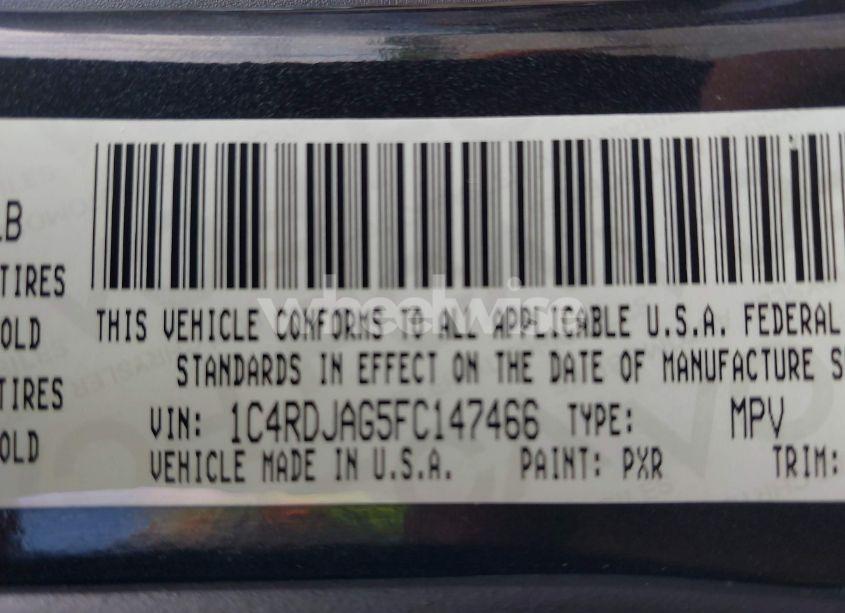 LB
TIRES
OLD
TIRES
OLD
THIS VEHICLE CONFORMS TO ALL APPLICABLE U.S.A. FEDERAL
STANDARDS IN EFFECT ON THE DATE OF MANUFACTURE S
VIN: 1C4RDJAG5FC147466 TYPE: MPV
VEHICLE MADE IN U.S.A. PAINT: PXR TRIM:
wheelwise